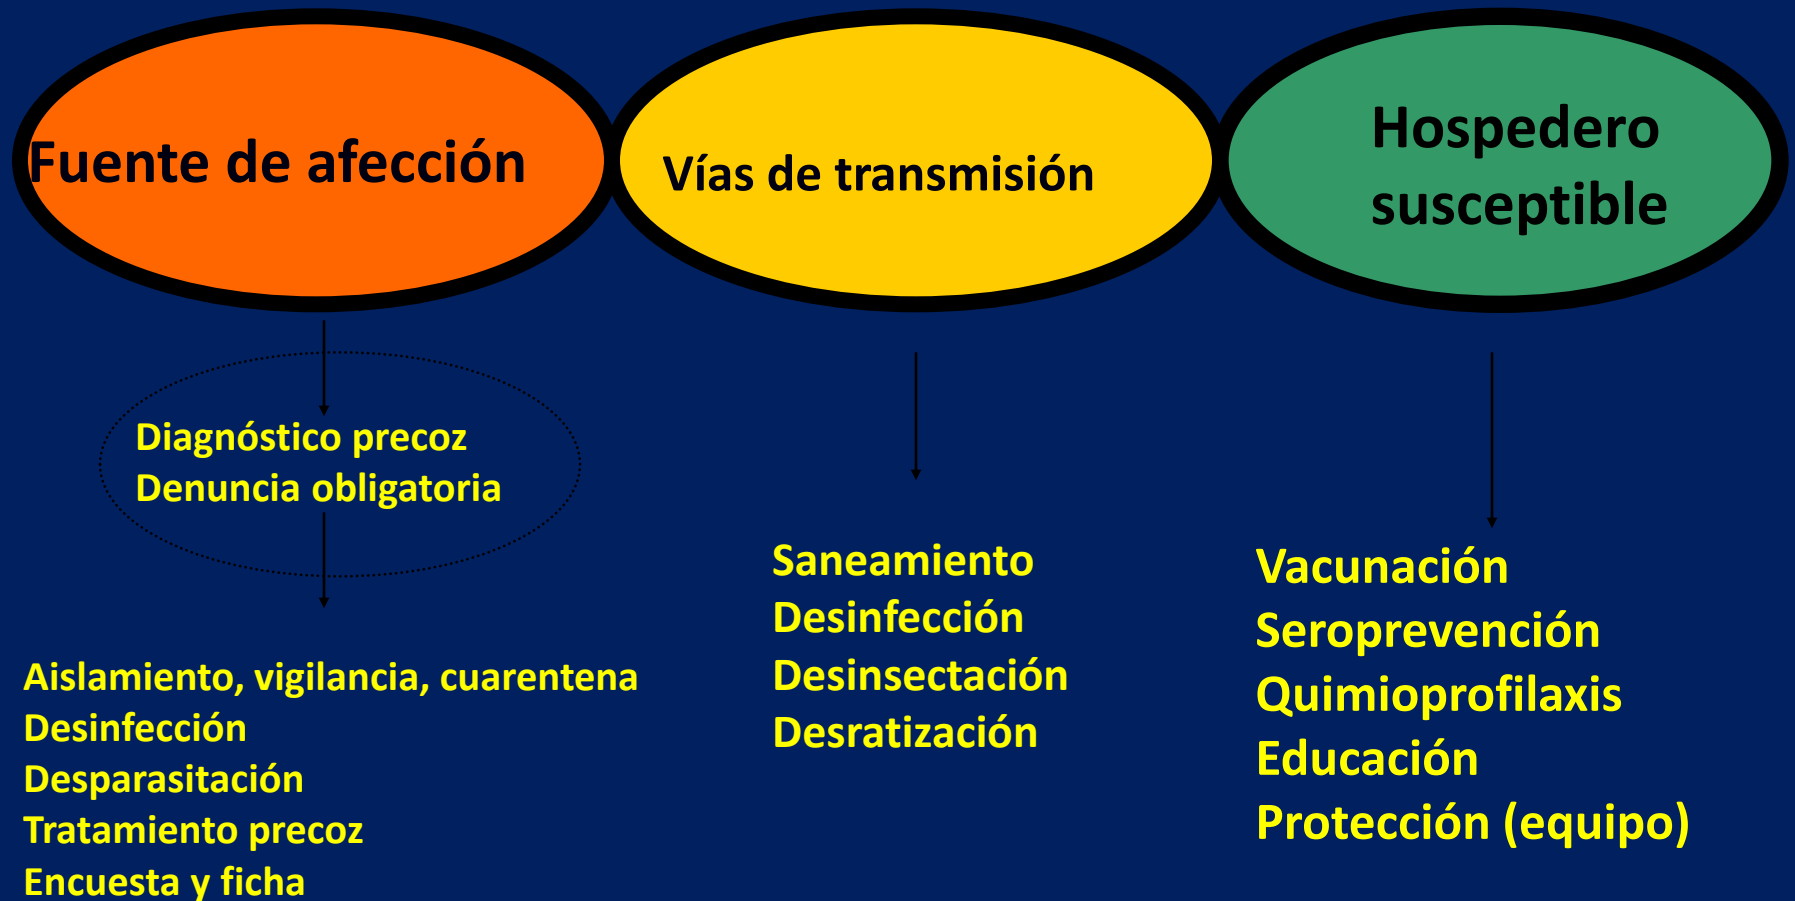 Fuente de afección
Vías de transmisión
Hospedero
susceptible
Diagnóstico precoz
Denuncia obligatoria
Aislamiento, vigilancia, cuarentena
Desinfección
Desparasitación
Tratamiento precoz
Encuesta y ficha
Saneamiento
Desinfección
Desinsectación
Desratización
Vacunación
Seroprevención
Quimioprofilaxis
Educación
Protección (equipo)